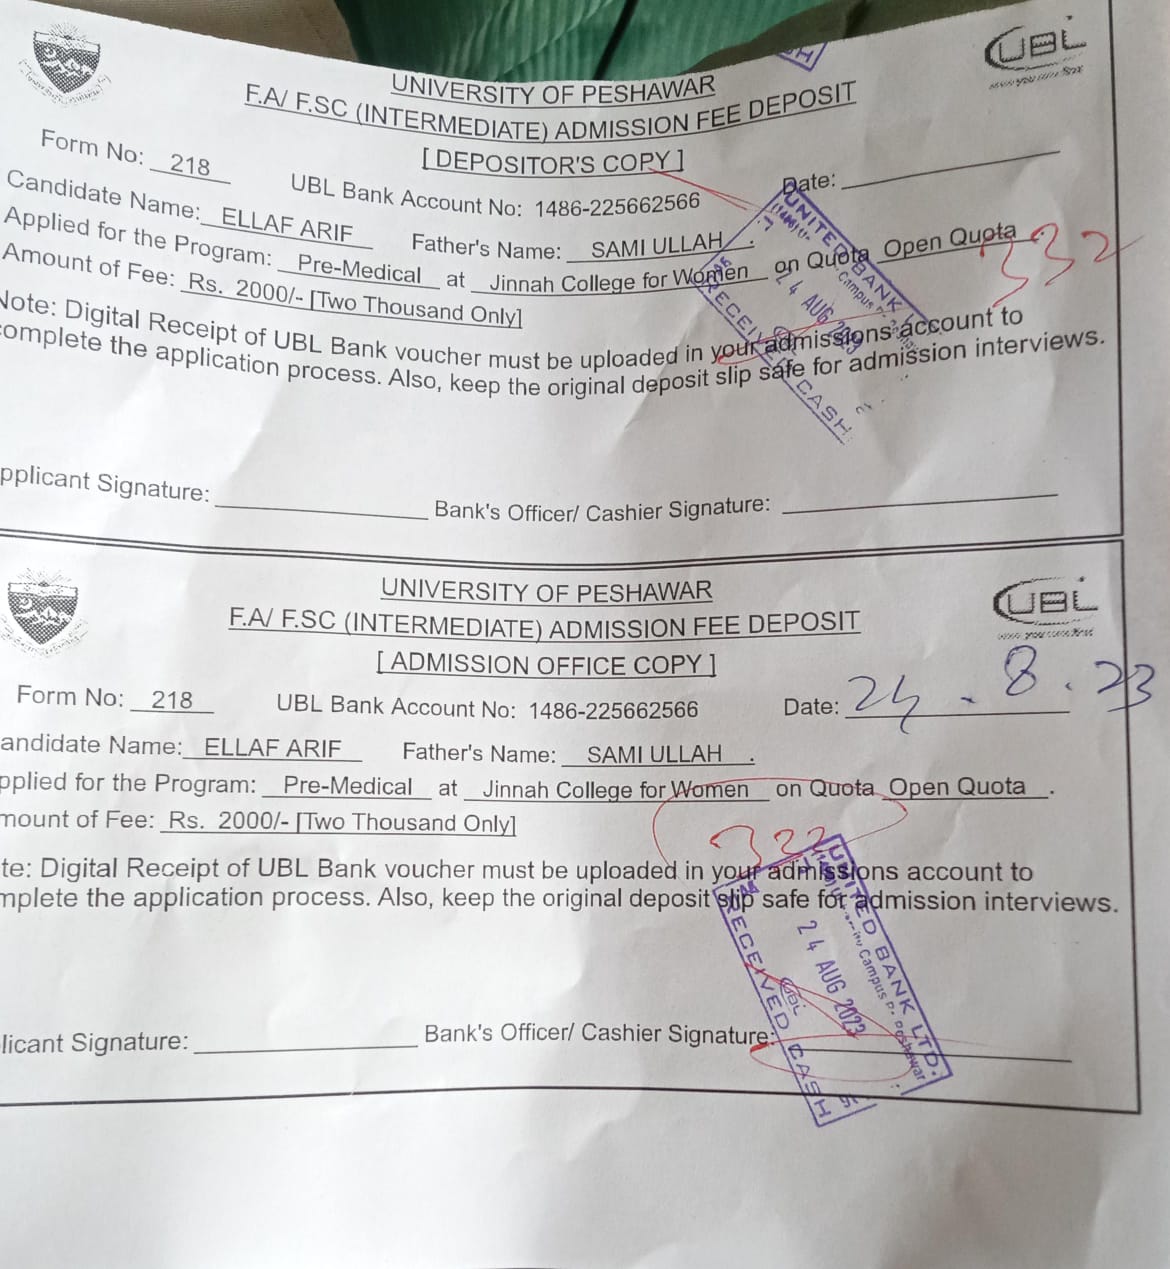 UBL
where you come first
UNIVERSITY OF PESHAWAR
F.A/ F.SC (INTERMEDIATE) ADMISSION FEE DEPOSIT
[ DEPOSITOR'S COPY ]
Form No: 218 UBL Bank Account No: 1486-225662566 Date:
Candidate Name: ELLAF ARIF Father's Name: SAMI ULLAH .
Applied for the Program: Pre-Medical at Jinnah College for Women on Quota Open Quota .
Amount of Fee: Rs. 2000/- [Two Thousand Only]
332
Note: Digital Receipt of UBL Bank voucher must be uploaded in your admissions account to
complete the application process. Also, keep the original deposit slip safe for admission interviews.
UNITED BANK
Campus
24 AUG 2023
RECEIVED CASH
pplicant Signature: Bank's Officer/ Cashier Signature:
UBL
where you come first
UNIVERSITY OF PESHAWAR
F.A/ F.SC (INTERMEDIATE) ADMISSION FEE DEPOSIT
[ ADMISSION OFFICE COPY ]
Form No: 218 UBL Bank Account No: 1486-225662566 Date: 24 - 8 . 23
andidate Name: ELLAF ARIF Father's Name: SAMI ULLAH .
pplied for the Program: Pre-Medical at Jinnah College for Women on Quota Open Quota .
mount of Fee: Rs. 2000/- [Two Thousand Only]
te: Digital Receipt of UBL Bank voucher must be uploaded in your admissions account to
mplete the application process. Also, keep the original deposit slip safe for admission interviews.
UNITED BANK LTD.
Campus Peshawar
24 AUG 2023
UBL
RECEIVED CASH
licant Signature: Bank's Officer/ Cashier Signature: